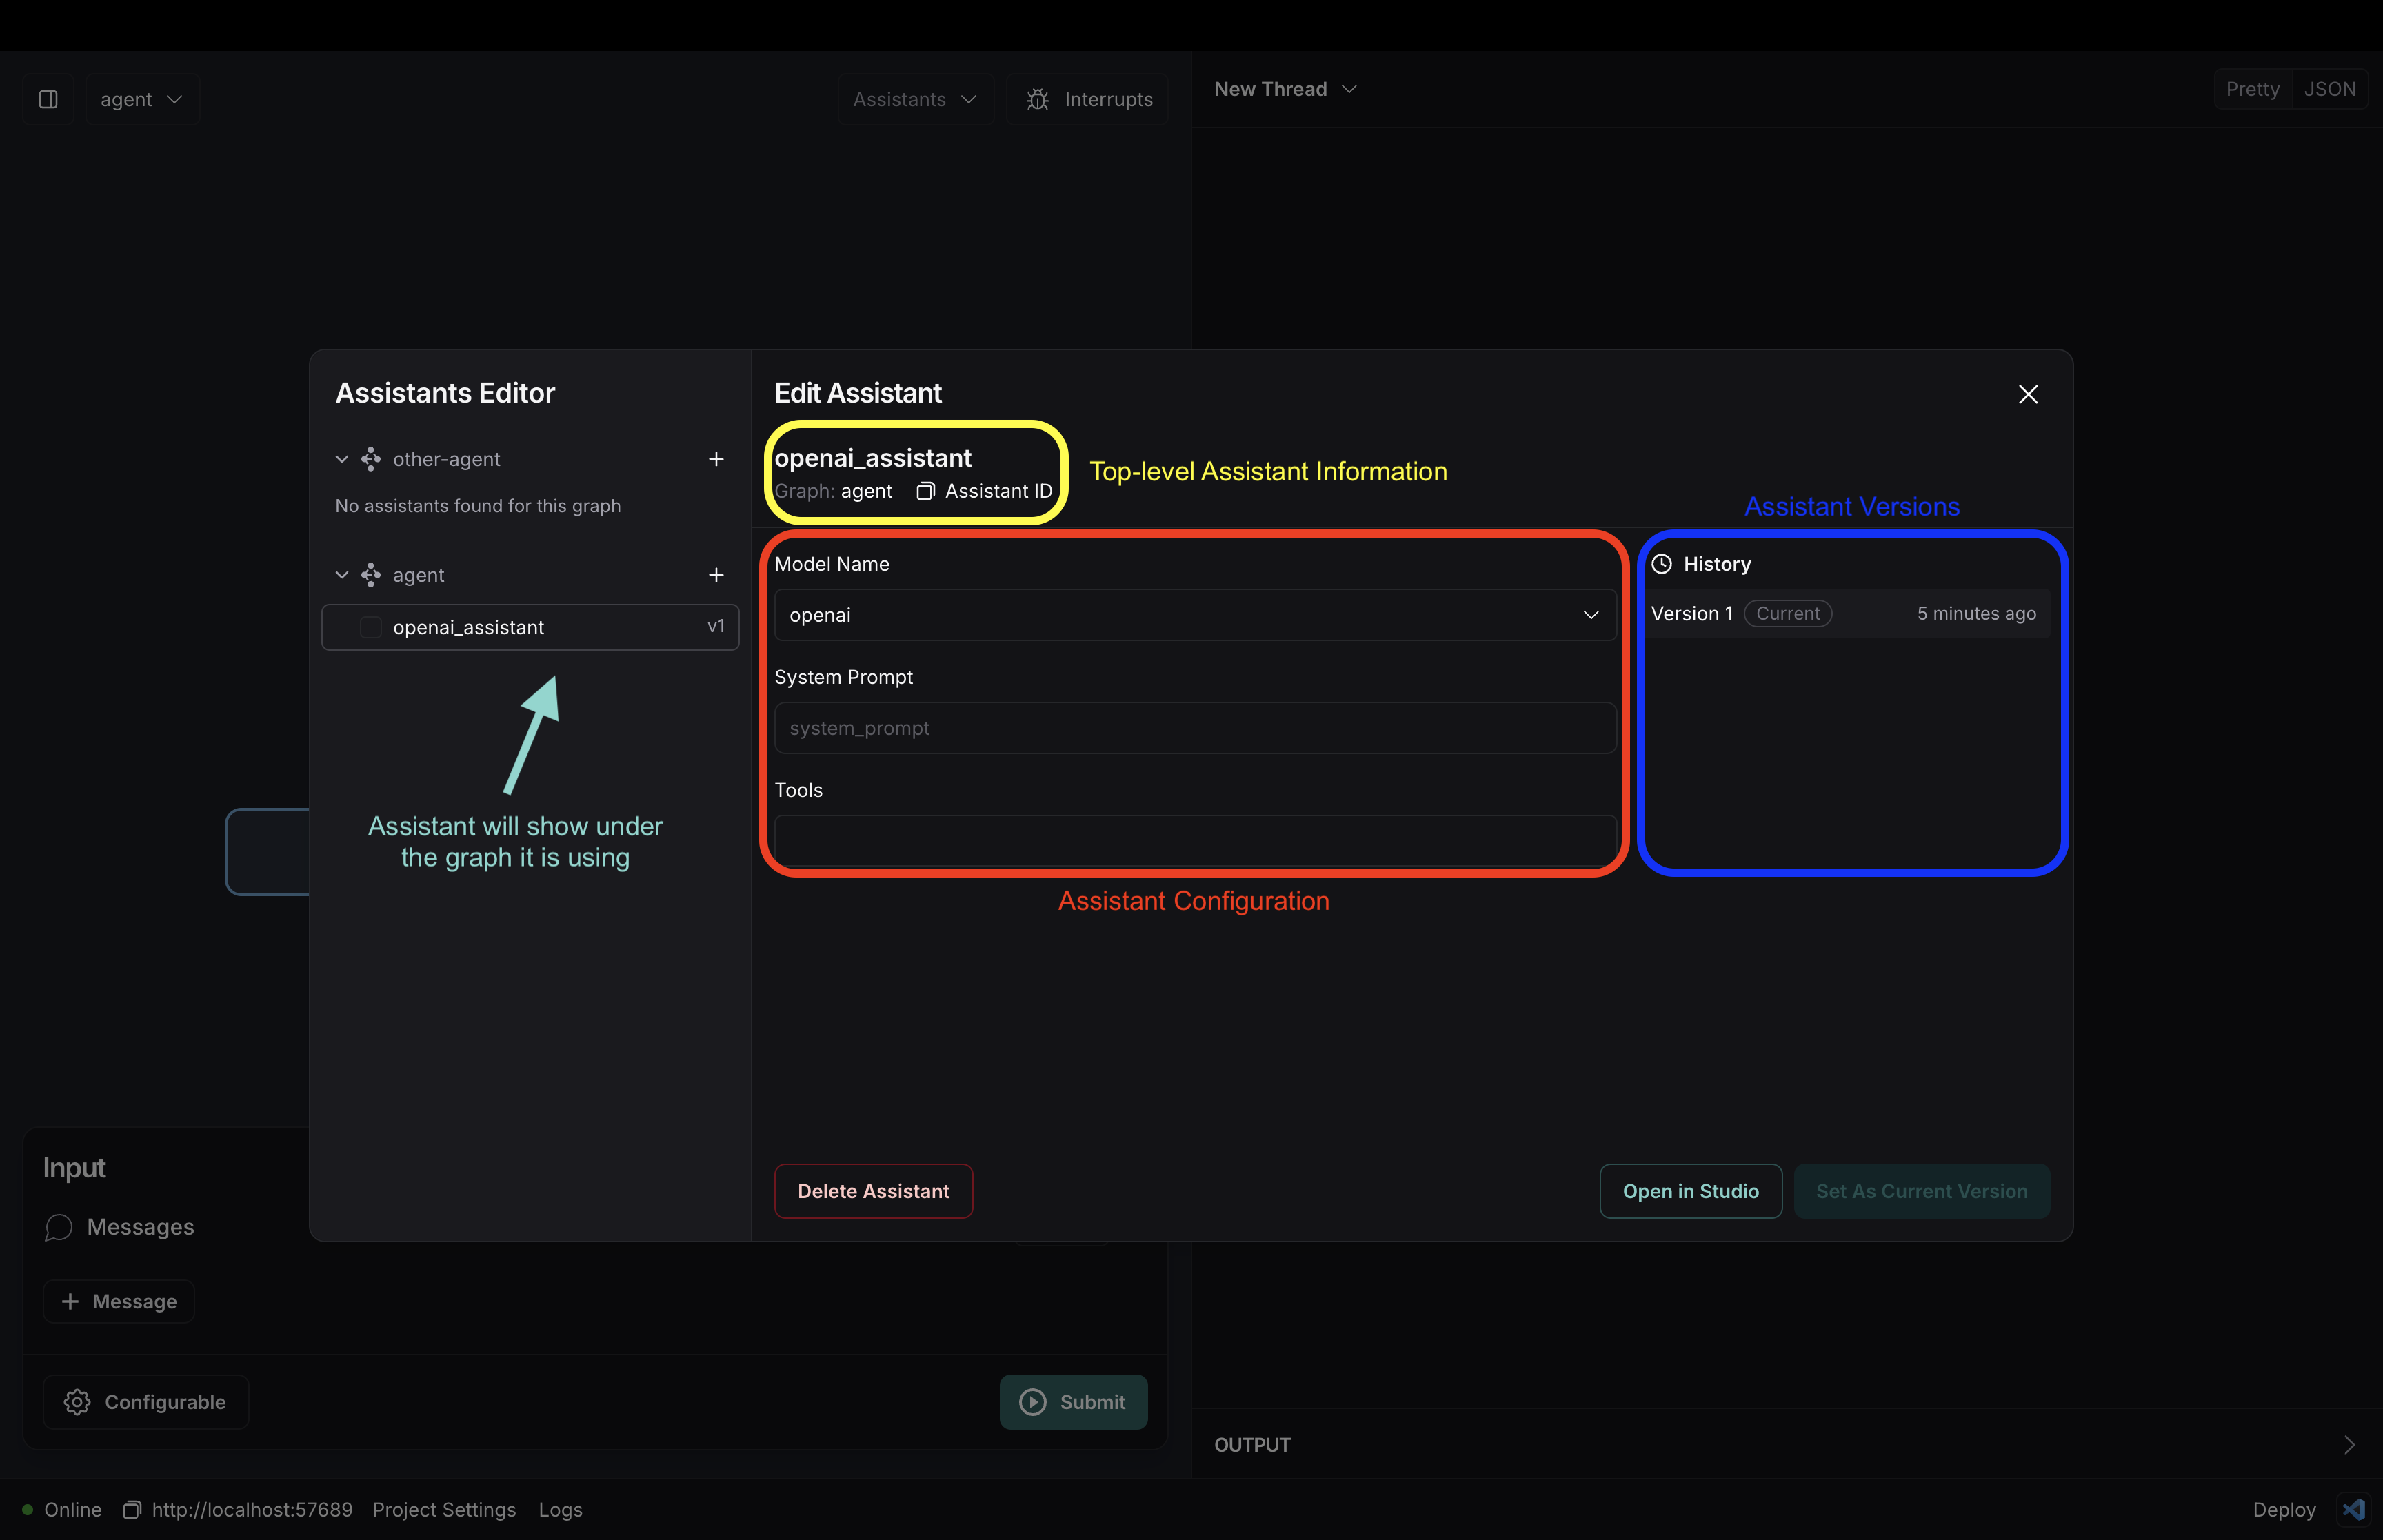 agent
Assistants
Interrupts
New Thread
Pretty
JSON
Assistants Editor
other-agent
No assistants found for this graph
agent
openai_assistant
v1
Assistant will show under
the graph it is using
Edit Assistant
openai_assistant
Graph: agent
Assistant ID
Top-level Assistant Information
Assistant Versions
Model Name
openai
System Prompt
system_prompt
Tools
Assistant Configuration
History
Version 1
Current
5 minutes ago
Delete Assistant
Open in Studio
Set As Current Version
Input
Messages
+ Message
Configurable
Submit
OUTPUT
Online
http://localhost:57689
Project Settings
Logs
Deploy